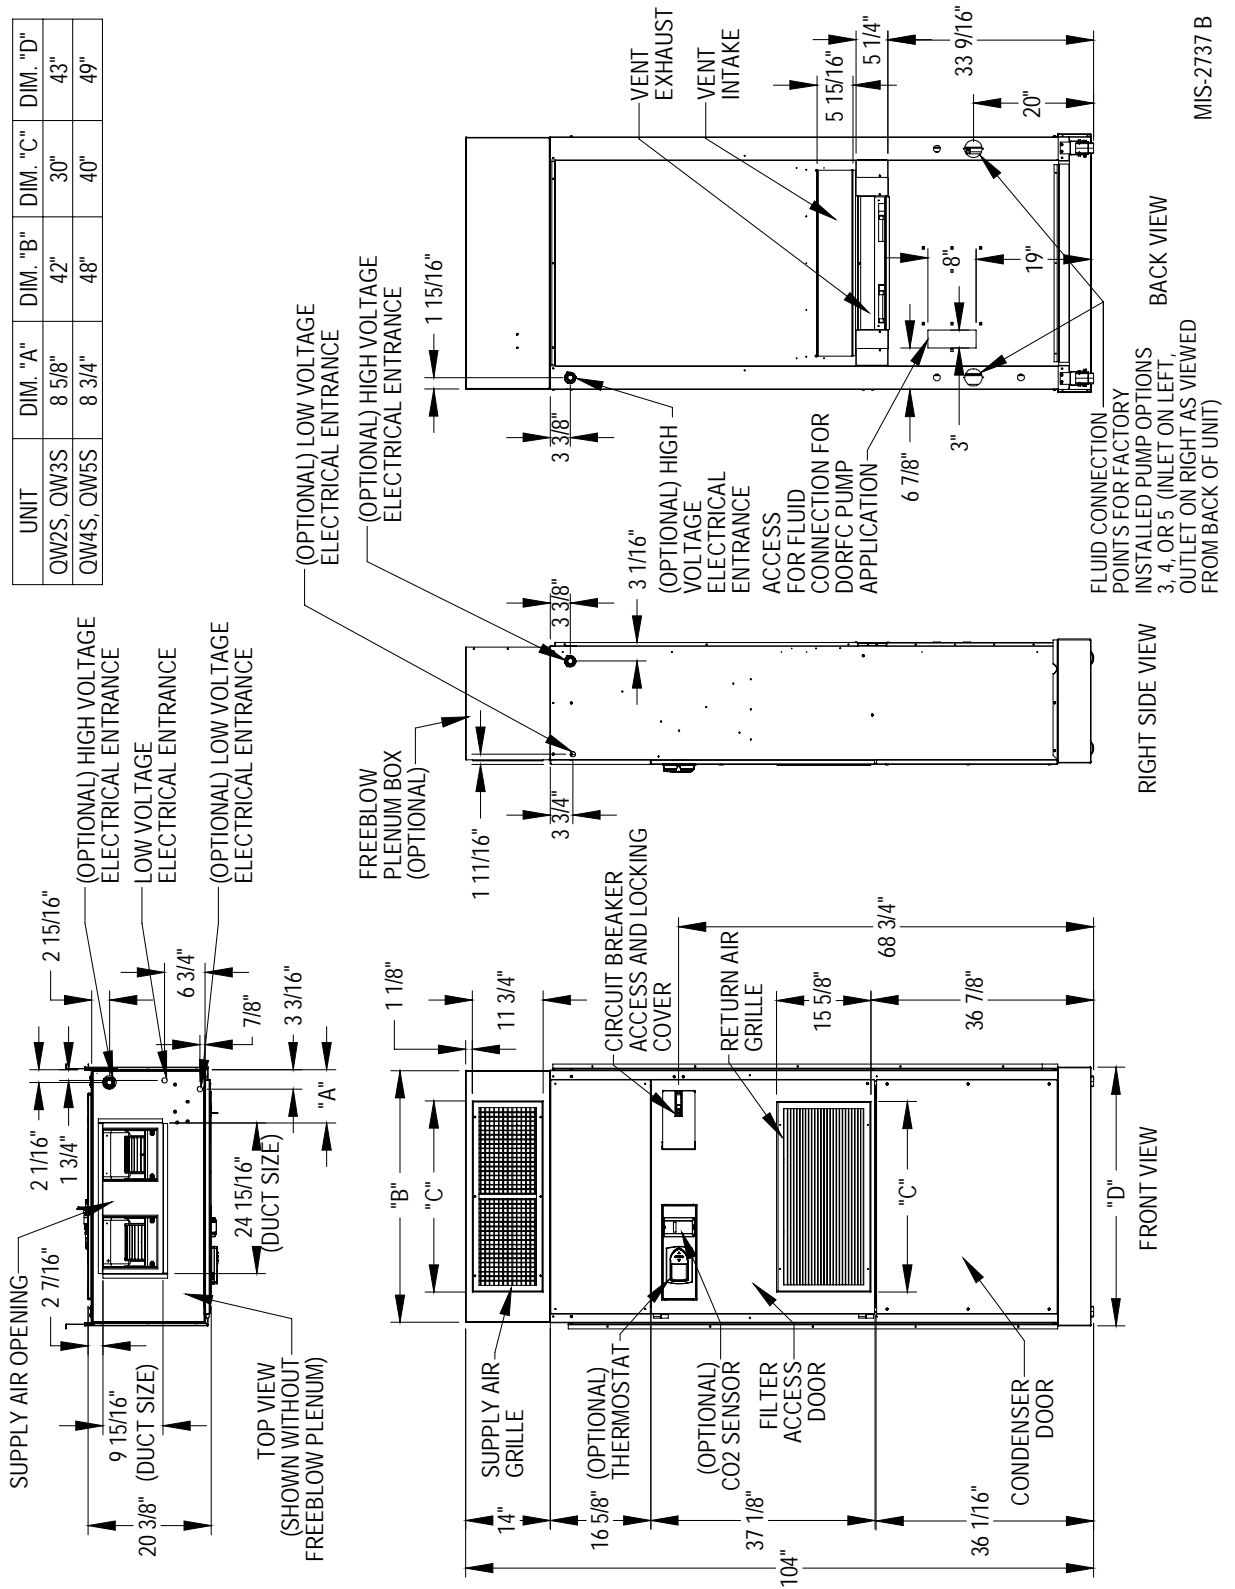 UNIT DIM. "A" DIM. "B" DIM. "C" DIM. "D"
QW2S, QW3S 8 5/8" 42" 30" 43"
QW4S, QW5S 8 3/4" 48" 40" 49"
SUPPLY AIR OPENING
2 7/16"
9 15/16"
(DUCT SIZE)
20 3/8"
TOP VIEW
(SHOWN WITHOUT
FREEBLOW PLENUM)
2 1/16"
1 3/4"
24 15/16"
(DUCT SIZE)
"A"
2 15/16"
6 3/4"
7/8"
3 3/16"
(OPTIONAL) HIGH VOLTAGE
ELECTRICAL ENTRANCE
LOW VOLTAGE
ELECTRICAL ENTRANCE
(OPTIONAL) LOW VOLTAGE
ELECTRICAL ENTRANCE
SUPPLY AIR
GRILLE
(OPTIONAL)
THERMOSTAT
(OPTIONAL)
CO2 SENSOR
FILTER
ACCESS
DOOR
CONDENSER
DOOR
14"
16 5/8"
37 1/8"
36 1/16"
104"
"B"
"C"
"C"
"D"
FRONT VIEW
1 1/8"
11 3/4"
CIRCUIT BREAKER
ACCESS AND LOCKING
COVER
RETURN AIR
GRILLE
15 5/8"
36 7/8"
68 3/4"
FREEBLOW
PLENUM BOX
(OPTIONAL)
1 11/16"
3 3/4"
3 3/8"
3 1/16"
RIGHT SIDE VIEW
(OPTIONAL) LOW VOLTAGE
ELECTRICAL ENTRANCE
(OPTIONAL) HIGH VOLTAGE
ELECTRICAL ENTRANCE
1 15/16"
3 3/8"
(OPTIONAL) HIGH
VOLTAGE
ELECTRICAL
ENTRANCE
ACCESS
FOR FLUID
CONNECTION FOR
DORFC PUMP
APPLICATION
6 7/8"
3"
8"
19"
VENT
EXHAUST
VENT
INTAKE
5 15/16"
5 1/4"
33 9/16"
20"
FLUID CONNECTION
POINTS FOR FACTORY
INSTALLED PUMP OPTIONS
3, 4, OR 5 (INLET ON LEFT,
OUTLET ON RIGHT AS VIEWED
FROM BACK OF UNIT)
BACK VIEW
MIS-2737 B